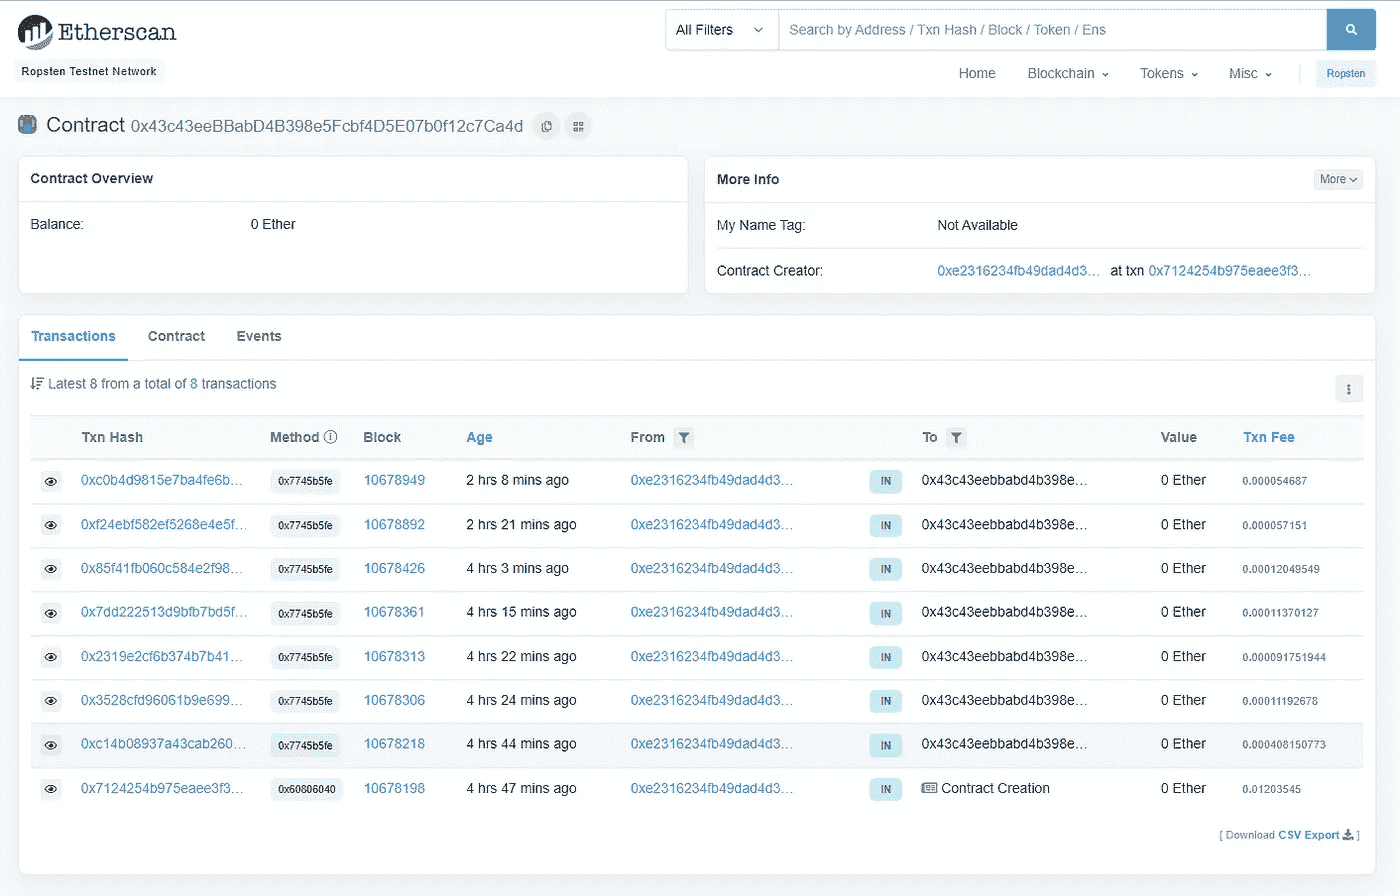 Etherscan
All Filters Search by Address / Txn Hash / Block / Token / Ens
Ropsten Testnet Network
Home Blockchain Tokens Misc Ropsten
Contract 0x43c43eeBBabD4B398e5Fcbf4D5E07b0f12c7Ca4d
Contract Overview
Balance: 0 Ether
More Info More
My Name Tag: Not Available
Contract Creator: 0xe2316234fb49dad4d3... at txn 0x7124254b975eaee3f3...
Transactions Contract Events
Latest 8 from a total of 8 transactions
Txn Hash Method Block Age From To Value Txn Fee
0xc0b4d9815e7ba4fe6b... 0x7745b5fe 10678949 2 hrs 8 mins ago 0xe2316234fb49dad4d3... IN 0x43c43eebbabd4b398e... 0 Ether 0.000054687
0xf24ebf582ef5268e4e5f... 0x7745b5fe 10678892 2 hrs 21 mins ago 0xe2316234fb49dad4d3... IN 0x43c43eebbabd4b398e... 0 Ether 0.000057151
0x85f41fb060c584e2f98... 0x7745b5fe 10678426 4 hrs 3 mins ago 0xe2316234fb49dad4d3... IN 0x43c43eebbabd4b398e... 0 Ether 0.00012049549
0x7dd222513d9bfb7bd5f... 0x7745b5fe 10678361 4 hrs 15 mins ago 0xe2316234fb49dad4d3... IN 0x43c43eebbabd4b398e... 0 Ether 0.00011370127
0x2319e2cf6b374b7b41... 0x7745b5fe 10678313 4 hrs 22 mins ago 0xe2316234fb49dad4d3... IN 0x43c43eebbabd4b398e... 0 Ether 0.000091751944
0x3528cfd96061b9e699... 0x7745b5fe 10678306 4 hrs 24 mins ago 0xe2316234fb49dad4d3... IN 0x43c43eebbabd4b398e... 0 Ether 0.00011192678
0xc14b08937a43cab260... 0x7745b5fe 10678218 4 hrs 44 mins ago 0xe2316234fb49dad4d3... IN 0x43c43eebbabd4b398e... 0 Ether 0.000408150773
0x7124254b975eaee3f3... 0x60806040 10678198 4 hrs 47 mins ago 0xe2316234fb49dad4d3... IN Contract Creation 0 Ether 0.01203545
[ Download CSV Export ]